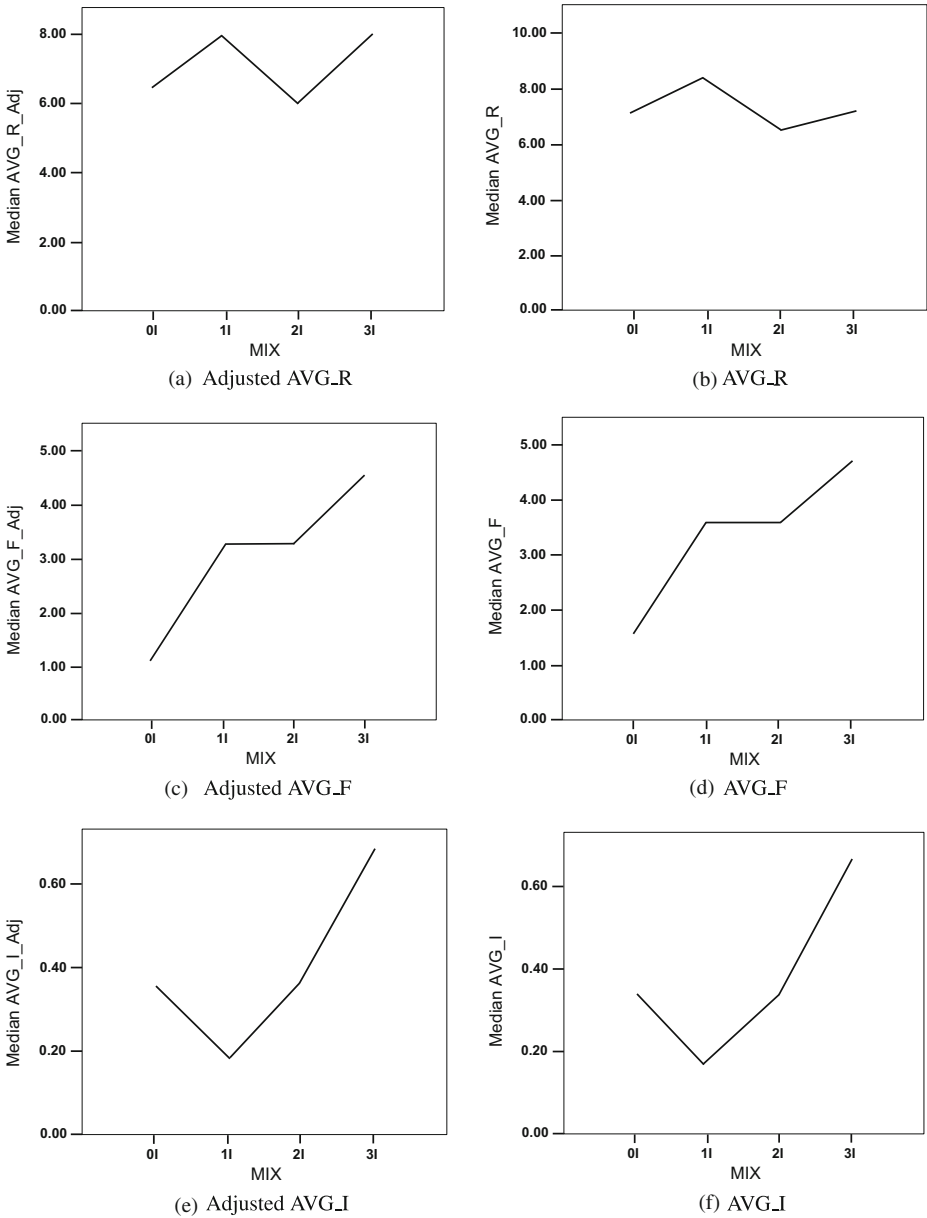 8.00
6.00
4.00
2.00
0.00
Median AVG_R_Adj
0I 1I 2I 3I
MIX
(a) Adjusted AVG_R
10.00
8.00
6.00
4.00
2.00
0.00
Median AVG_R
0I 1I 2I 3I
MIX
(b) AVG_R
5.00
4.00
3.00
2.00
1.00
0.00
Median AVG_F_Adj
0I 1I 2I 3I
MIX
(c) Adjusted AVG_F
5.00
4.00
3.00
2.00
1.00
0.00
Median AVG_F
0I 1I 2I 3I
MIX
(d) AVG_F
0.60
0.40
0.20
0.00
Median AVG_I_Adj
0I 1I 2I 3I
MIX
(e) Adjusted AVG_I
0.60
0.40
0.20
0.00
Median AVG_I
0I 1I 2I 3I
MIX
(f) AVG_I